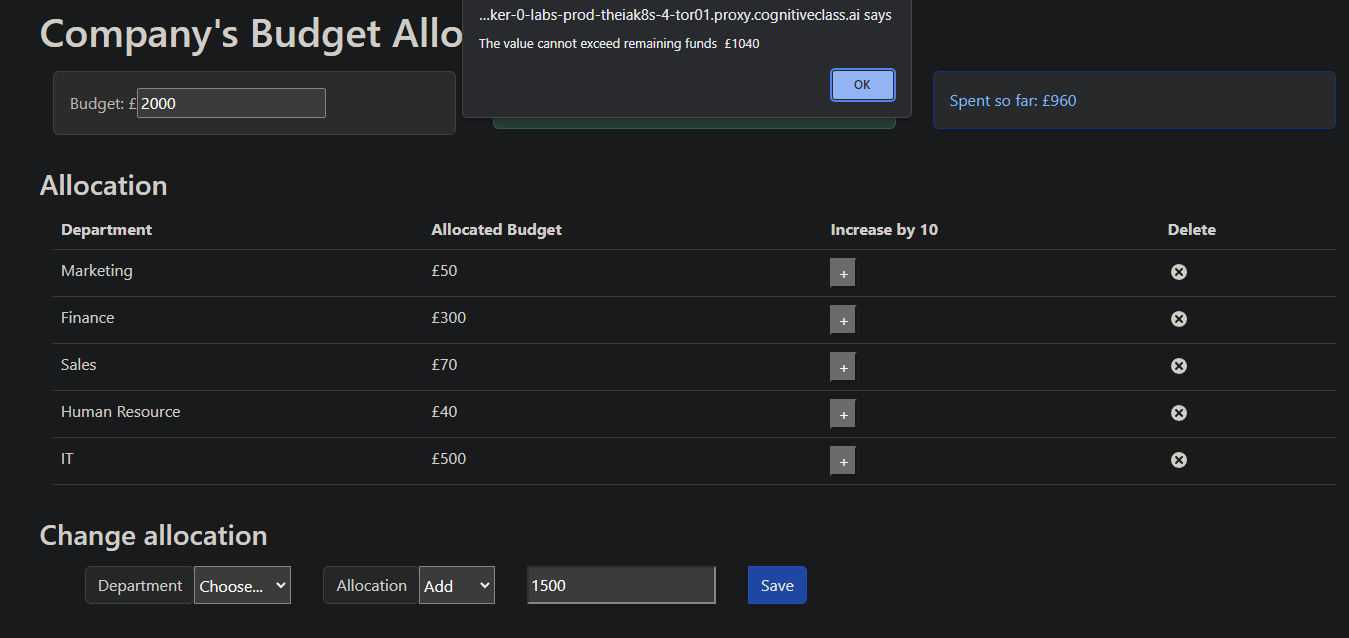 Company's Budget Allo
...ker-0-labs-prod-theiak8s-4-tor01.proxy.cognitiveclass.ai says
The value cannot exceed remaining funds £1040
OK
Budget: £ 2000
Spent so far: £960
Allocation
Department Allocated Budget Increase by 10 Delete
Marketing £50 +
Finance £300 +
Sales £70 +
Human Resource £40 +
IT £500 +
Change allocation
Department Choose... Allocation Add 1500 Save